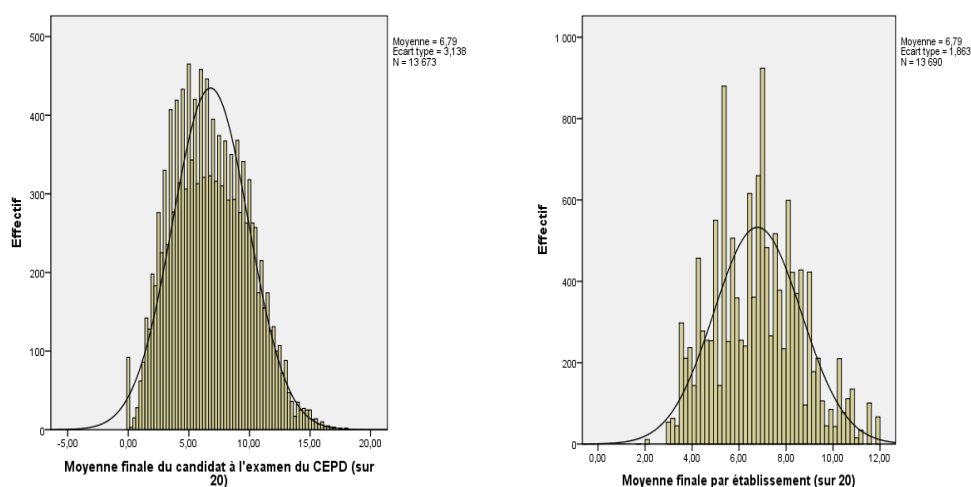 500
400
300
200
100
0
Effectif
-5,00 0,00 5,00 10,00 15,00 20,00
Moyenne finale du candidat à l'examen du CEPD (sur
20)
Moyenne = 6,79
Ecart type = 3,138
N = 13 673
1 000
800
600
400
200
0
Effectif
0,00 2,00 4,00 6,00 8,00 10,00 12,00
Moyenne finale par établissement (sur 20)
Moyenne = 6,79
Ecart type = 1,863
N = 13 690